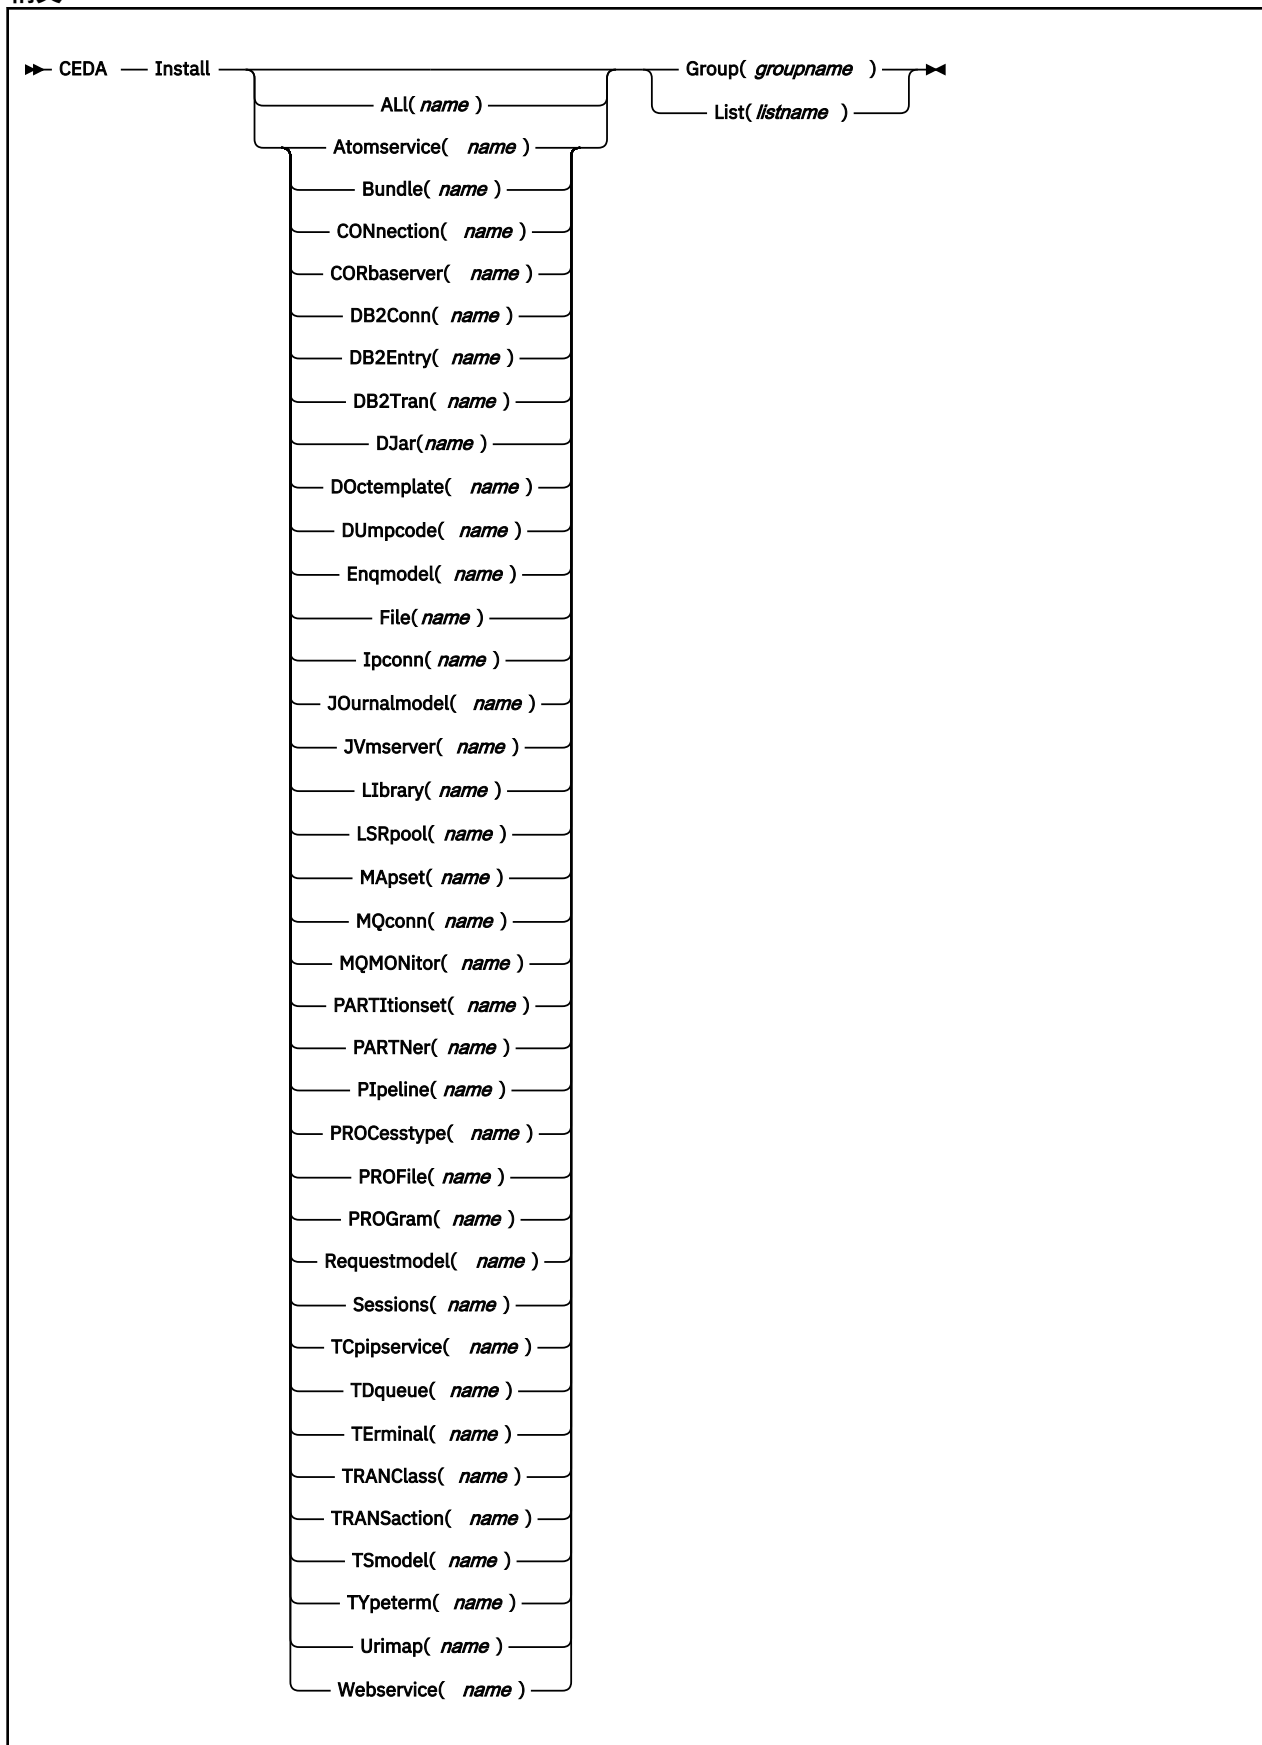 CEDA Install Group( groupname )
ALl( name ) List( listname )
Atomservice( name )
Bundle( name )
CONnection( name )
CORbaserver( name )
DB2Conn( name )
DB2Entry( name )
DB2Tran( name )
DJar(name )
DOctemplate( name )
DUmpcode( name )
Enqmodel( name )
File( name )
Ipconn( name )
JOurnalmodel( name )
JVmserver( name )
LIbrary( name )
LSRpool( name )
MApset( name )
MQconn( name )
MQMONitor( name )
PARTItionset( name )
PARTNer( name )
PIpeline( name )
PROCesstype( name )
PROFile( name )
PROGram( name )
Requestmodel( name )
Sessions( name )
TCpipservice( name )
TDqueue( name )
TErminal( name )
TRANClass( name )
TRANSaction( name )
TSmodel( name )
TYpeterm( name )
Urimap( name )
Webservice( name )